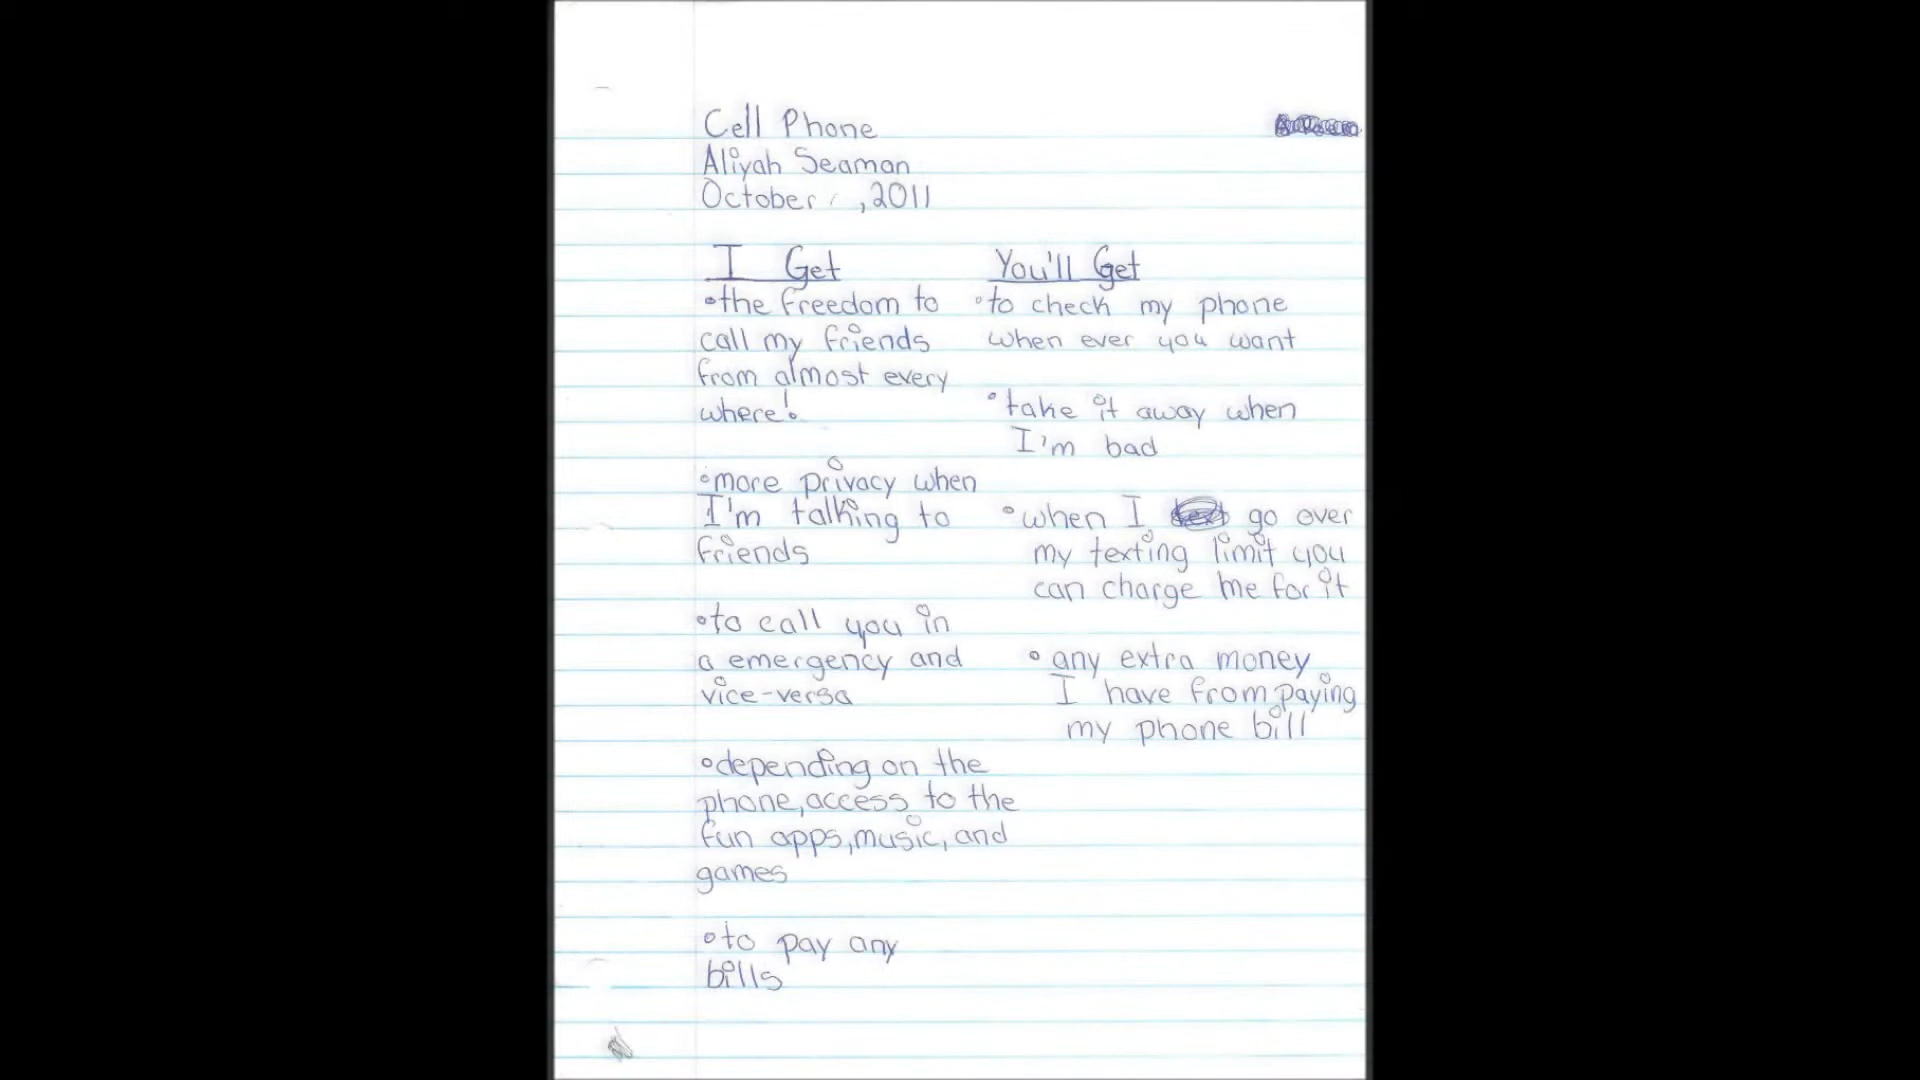 Cell Phone
Aliyah Seaman
October , 2011
I Get
•the freedom to
call my friends
from almost every
where!
•more privacy when
I'm talking to
friends
•to call you in
a emergency and
vice-versa
•depending on the
phone, access to the
fun apps, music, and
games
•to pay any
bills
You'll Get
•to check my phone
when ever you want
•take it away when
I'm bad
•when I go over
my texting limit you
can charge me for it
•any extra money
I have from paying
my phone bill